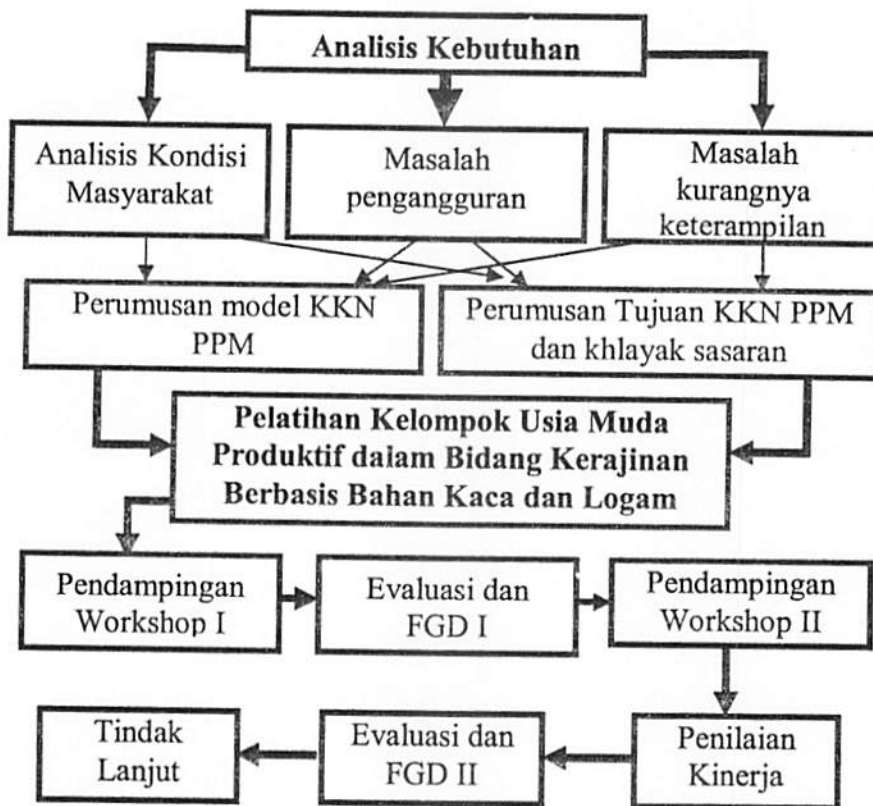 Analisis Kebutuhan
Analisis Kondisi
Masyarakat
Masalah
pengangguran
Masalah
kurangnya
keterampilan
Perumusan model KKN
PPM
Perumusan Tujuan KKN PPM
dan khlayak sasaran
Pelatihan Kelompok Usia Muda
Produktif dalam Bidang Kerajinan
Berbasis Bahan Kaca dan Logam
Pendampingan
Workshop I
Evaluasi dan
FGD I
Pendampingan
Workshop II
Tindak
Lanjut
Evaluasi dan
FGD II
Penilaian
Kinerja